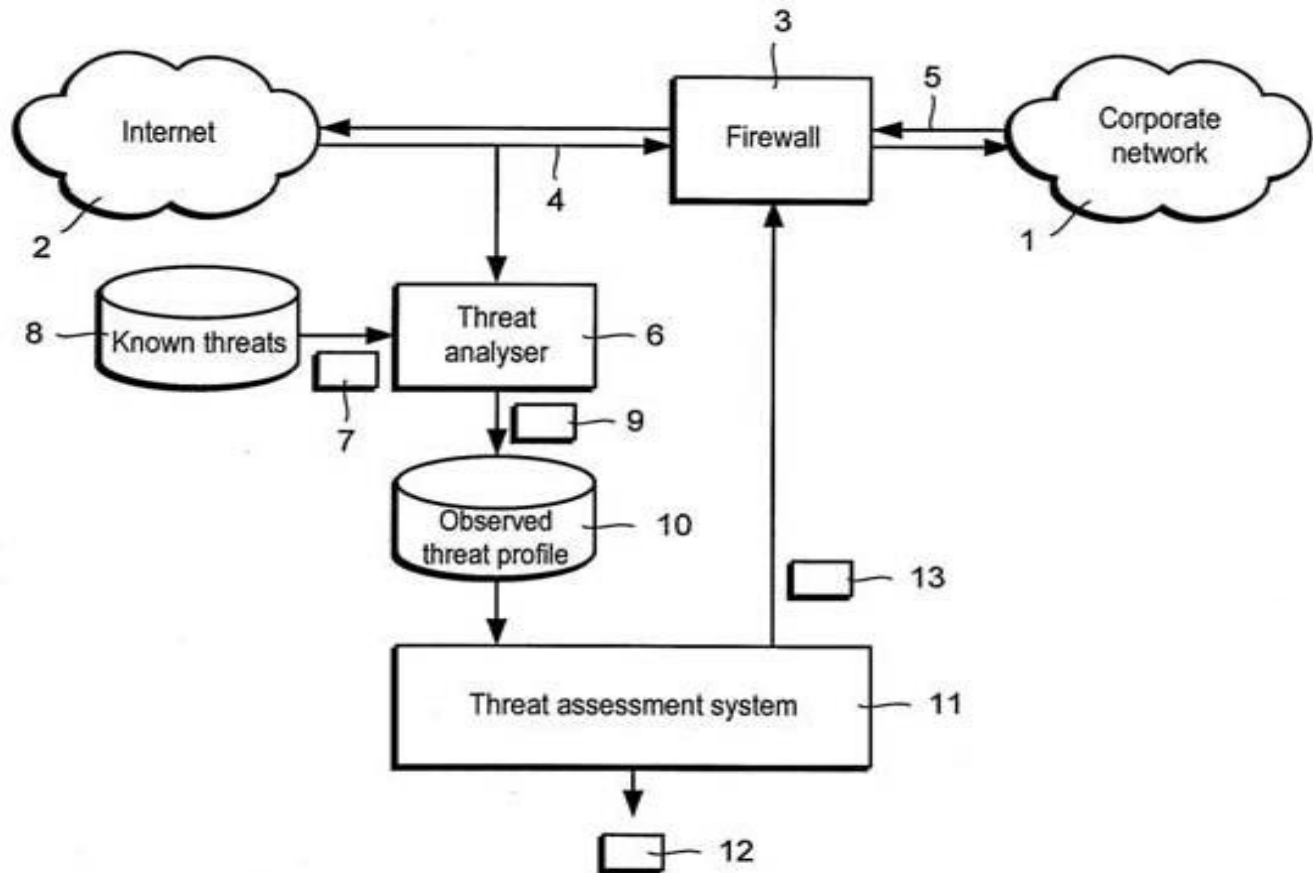 3
5
Internet
Firewall
Corporate
network
4
2
1
8
Known threats
Threat
analyser
6
7
9
Observed
threat profile
10
13
Threat assessment system
11
12